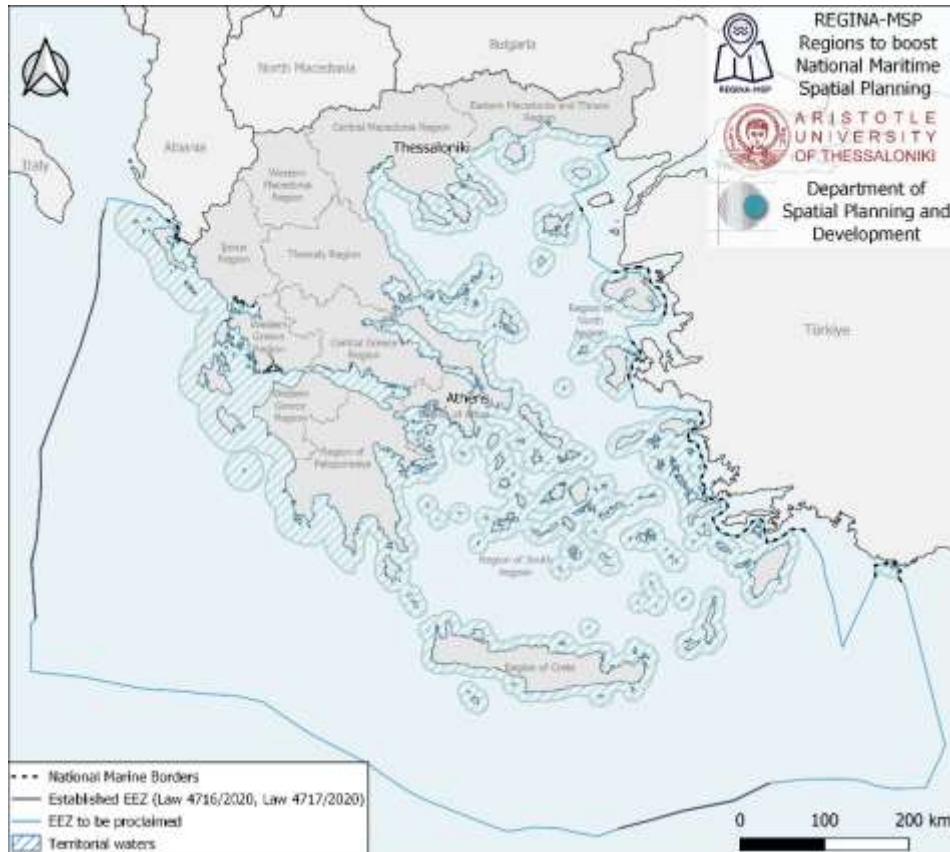 REGINA-MSP
Regions to boost
National Maritime
Spatial Planning
REGINA-MSP
ARISTOTLE
UNIVERSITY
OF THESSALONIKI
Department of
Spatial Planning and
Development
Bulgaria
North Macedonia
Albania
Italy
Türkiye
Eastern Macedonia and Thrace
Region
Central Macedonia Region
Thessaloniki
Western
Macedonia
Region
Epirus
Region
Thessaly Region
Region of
North
Aegean
Western
Greece
Region
Central Greece
Region
Athens
Western
Greece
Region
Region of
Peloponnese
Region of South
Aegean
Region of Crete
National Marine Borders
Established EEZ (Law 4716/2020, Law 4717/2020)
EEZ to be proclaimed
Territorial waters
0 100 200 km